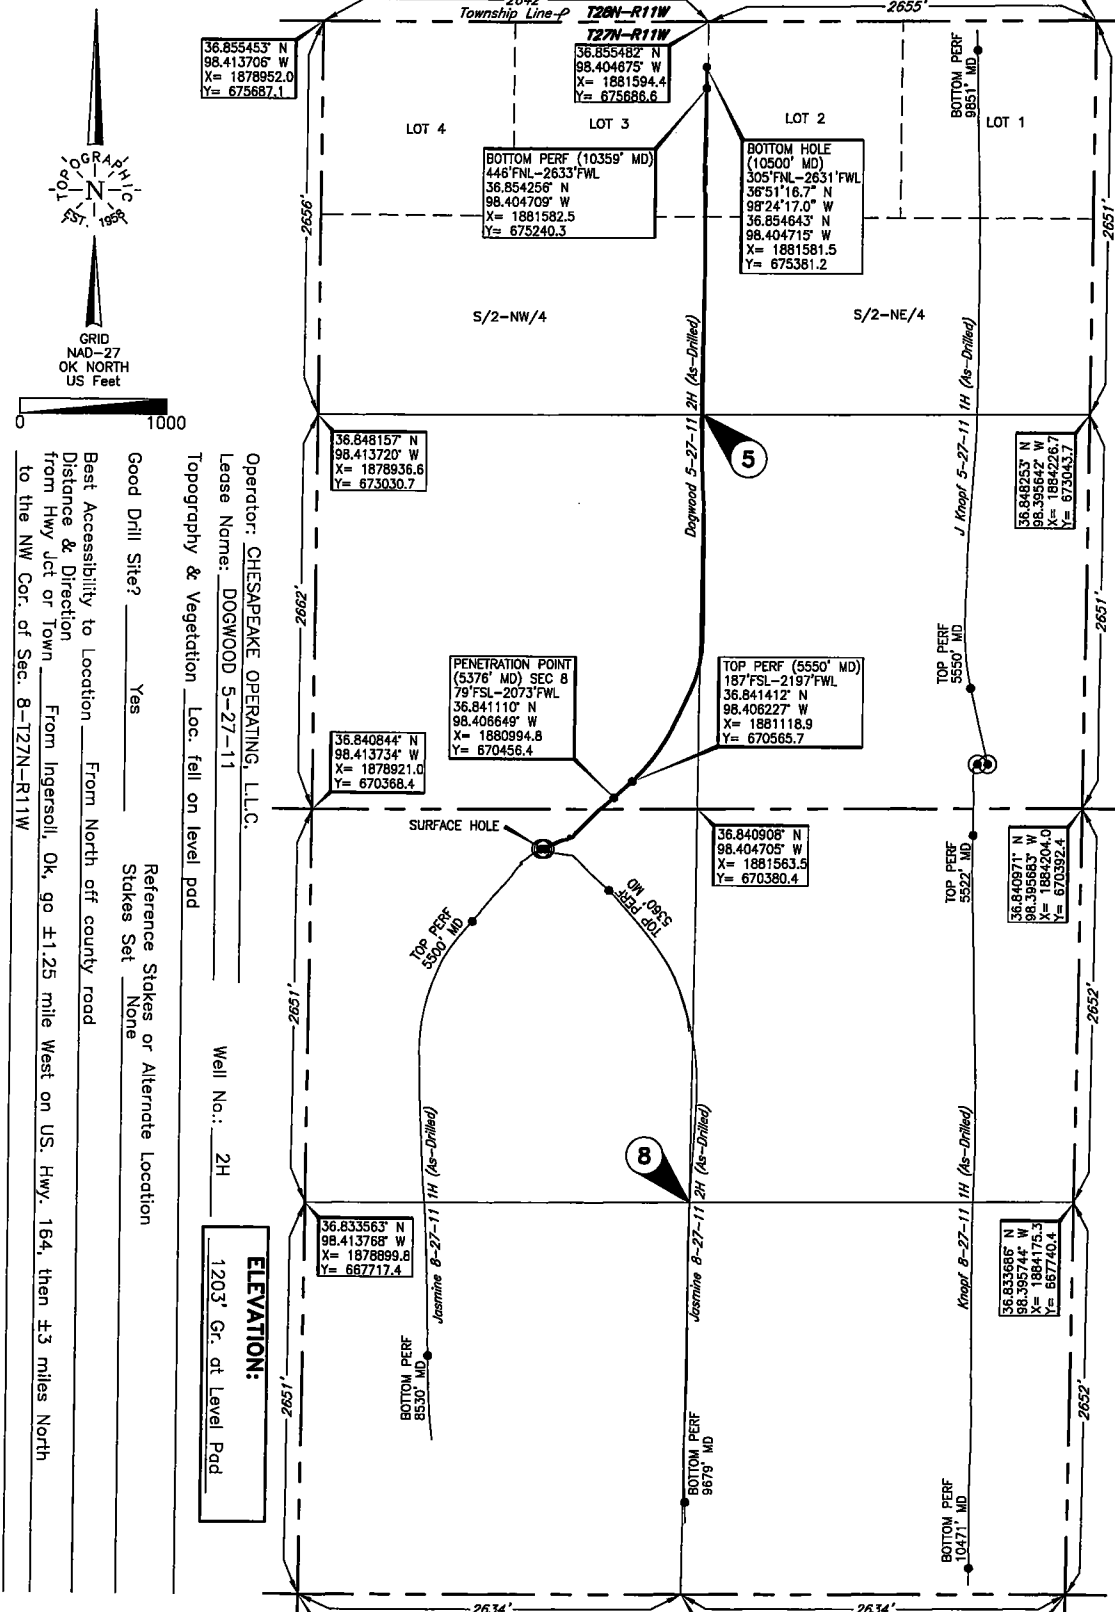 2642'
Township Line
T28N-R11W
T27N-R11W
2655'
36.855453° N
98.413706° W
X= 1878952.0
Y= 675687.1
36.855482° N
98.404675° W
X= 1881594.4
Y= 675686.6
BOTTOM PERF
9851' MD
LOT 4
LOT 3
LOT 2
LOT 1
BOTTOM PERF (10359' MD)
446'FNL-2633'FWL
36.854256° N
98.404709° W
X= 1881582.5
Y= 675240.3
BOTTOM HOLE
(10500' MD)
305'FNL-2631'FWL
36°51'16.7" N
98°24'17.0" W
36.854643° N
98.404715° W
X= 1881581.5
Y= 675381.2
TOPOGRAPHIC
N
EST. 1958
2656'
2651'
S/2-NW/4
S/2-NE/4
GRID
NAD-27
OK NORTH
US Feet
0
1000
Dogwood 5-27-11 2H (As-Drilled)
J Knopf 5-27-11 1H (As-Drilled)
36.848157° N
98.413720° W
X= 1878936.6
Y= 673030.7
5
36.848253° N
98.395642° W
X= 1884226.7
Y= 673043.7
2662'
2651'
PENETRATION POINT
(5376' MD) SEC 8
79'FSL-2073'FWL
36.841110° N
98.406649° W
X= 1880994.8
Y= 670456.4
TOP PERF (5550' MD)
187'FSL-2197'FWL
36.841412° N
98.406227° W
X= 1881118.9
Y= 670565.7
TOP PERF
5550' MD
36.840844° N
98.413734° W
X= 1878921.0
Y= 670368.4
SURFACE HOLE
36.840908° N
98.404705° W
X= 1881563.5
Y= 670380.4
TOP PERF
5522' MD
36.840971° N
98.395683° W
X= 1884204.0
Y= 670392.4
TOP PERF
5500' MD
TOP PERF
5360' MD
2651'
2652'
Jasmine 8-27-11 1H (As-Drilled)
Jasmine 8-27-11 2H (As-Drilled)
Knopf 8-27-11 1H (As-Drilled)
8
36.833563° N
98.413768° W
X= 1878899.8
Y= 667717.4
36.833686° N
98.395744° W
X= 1884175.3
Y= 667740.4
BOTTOM PERF
8530' MD
BOTTOM PERF
9679' MD
BOTTOM PERF
10471' MD
2651'
2652'
2634'
2634'
Operator: CHESAPEAKE OPERATING, L.L.C.
Lease Name: DOGWOOD 5-27-11 Well No.: 2H
ELEVATION:
1203' Gr. at Level Pad
Topography & Vegetation Loc. fell on level pad
Good Drill Site? Yes
Reference Stakes or Alternate Location
Stakes Set None
Best Accessibility to Location From North off county road
Distance & Direction
from Hwy Jct or Town From Ingersoll, Ok, go ±1.25 mile West on US. Hwy. 164, then ±3 miles North
to the NW Cor. of Sec. 8-T27N-R11W